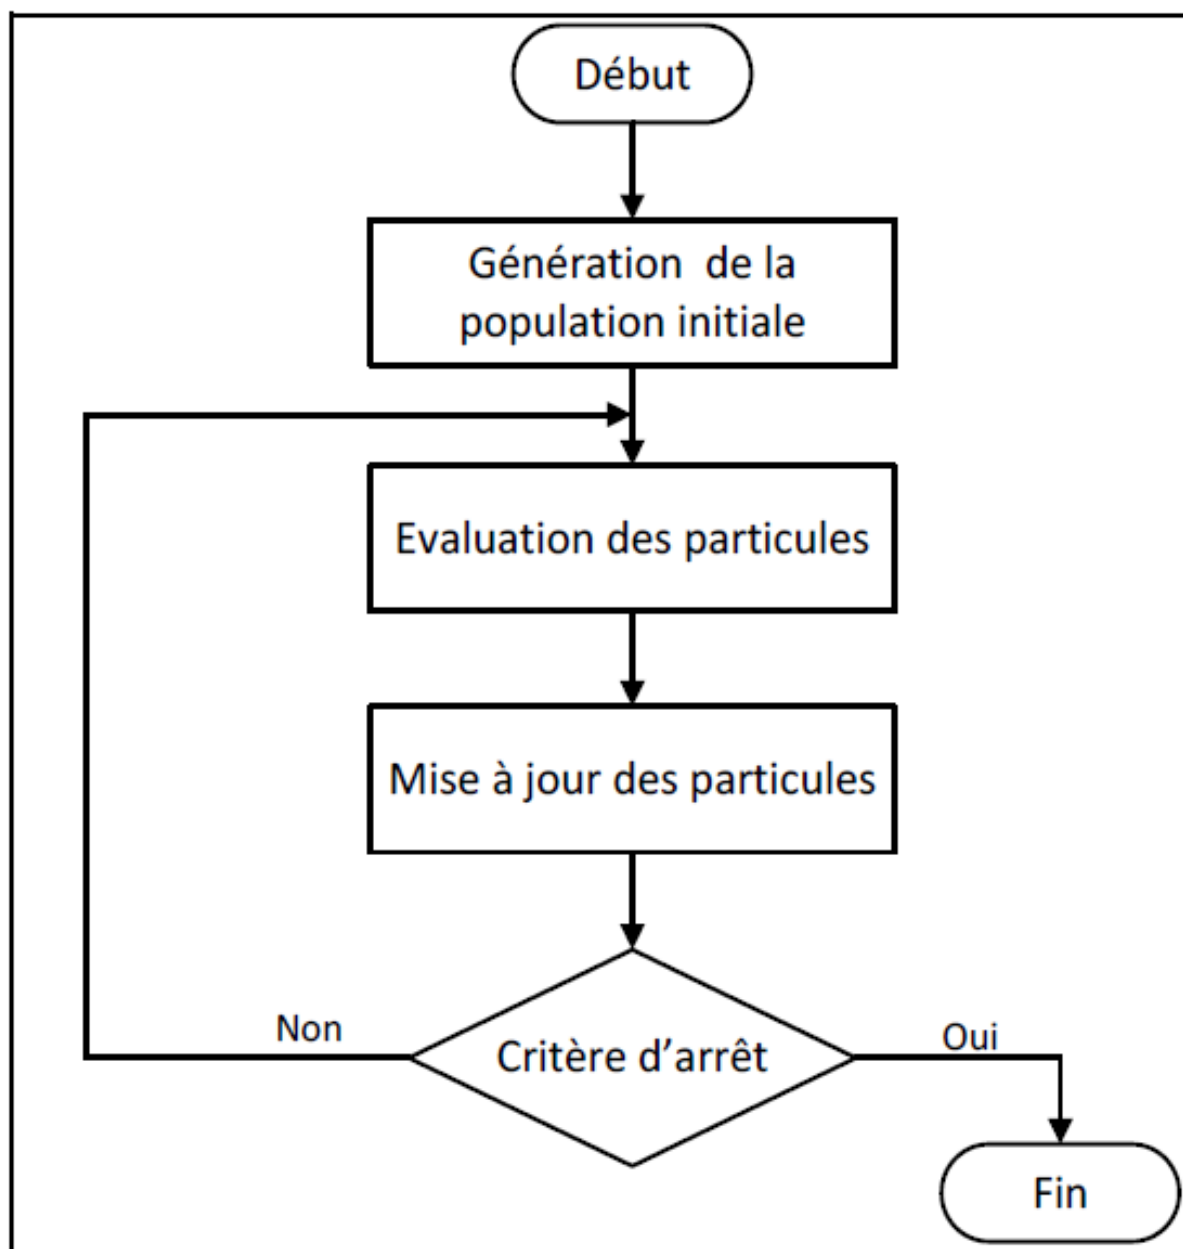 Début
Génération de la
population initiale
Evaluation des particules
Mise à jour des particules
Critère d'arrêt
Non
Oui
Fin